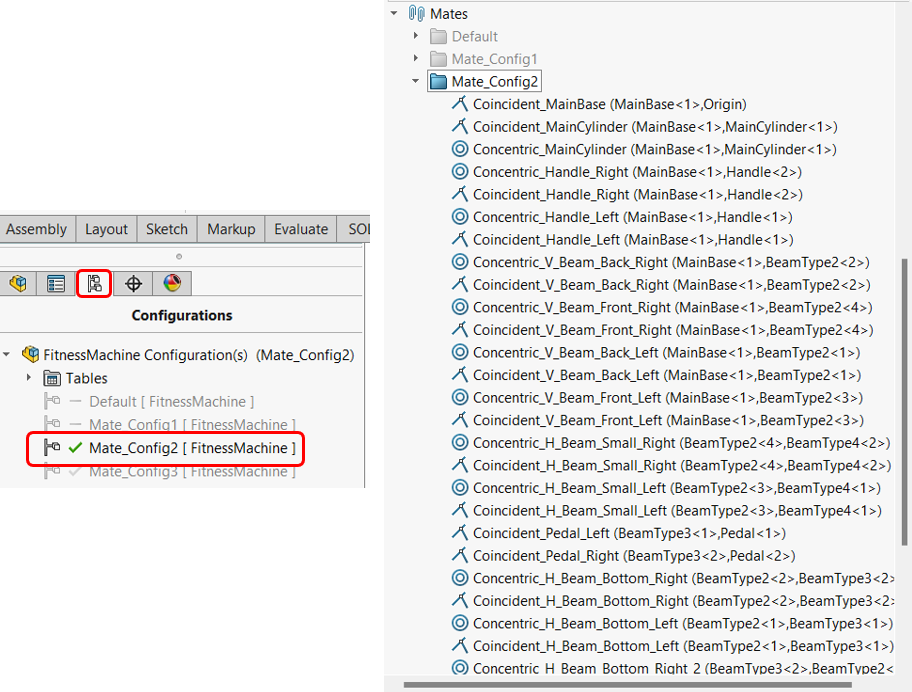 Assembly Layout Sketch Markup Evaluate SOI
Configurations
FitnessMachine Configuration(s) (Mate_Config2)
Tables
Default [ FitnessMachine ]
Mate_Config1 [ FitnessMachine ]
Mate_Config2 [ FitnessMachine ]
Mate_Config3 [ FitnessMachine ]
Mates
Default
Mate_Config1
Mate_Config2
Coincident_MainBase (MainBase<1>,Origin)
Coincident_MainCylinder (MainBase<1>,MainCylinder<1>)
Concentric_MainCylinder (MainBase<1>,MainCylinder<1>)
Concentric_Handle_Right (MainBase<1>,Handle<2>)
Coincident_Handle_Right (MainBase<1>,Handle<2>)
Concentric_Handle_Left (MainBase<1>,Handle<1>)
Coincident_Handle_Left (MainBase<1>,Handle<1>)
Concentric_V_Beam_Back_Right (MainBase<1>,BeamType2<2>)
Coincident_V_Beam_Back_Right (MainBase<1>,BeamType2<2>)
Concentric_V_Beam_Front_Right (MainBase<1>,BeamType2<4>)
Coincident_V_Beam_Front_Right (MainBase<1>,BeamType2<4>)
Concentric_V_Beam_Back_Left (MainBase<1>,BeamType2<1>)
Coincident_V_Beam_Back_Left (MainBase<1>,BeamType2<1>)
Concentric_V_Beam_Front_Left (MainBase<1>,BeamType2<3>)
Coincident_V_Beam_Front_Left (MainBase<1>,BeamType2<3>)
Concentric_H_Beam_Small_Right (BeamType2<4>,BeamType4<2>)
Coincident_H_Beam_Small_Right (BeamType2<4>,BeamType4<2>)
Concentric_H_Beam_Small_Left (BeamType2<3>,BeamType4<1>)
Coincident_H_Beam_Small_Left (BeamType2<3>,BeamType4<1>)
Coincident_Pedal_Left (BeamType3<1>,Pedal<1>)
Coincident_Pedal_Right (BeamType3<2>,Pedal<2>)
Concentric_H_Beam_Bottom_Right (BeamType2<2>,BeamType3<2>
Coincident_H_Beam_Bottom_Right (BeamType2<2>,BeamType3<2>
Concentric_H_Beam_Bottom_Left (BeamType2<1>,BeamType3<1>)
Coincident_H_Beam_Bottom_Left (BeamType2<1>,BeamType3<1>)
Concentric_H_Beam_Bottom_Right_2 (BeamType3<2>,BeamType2<